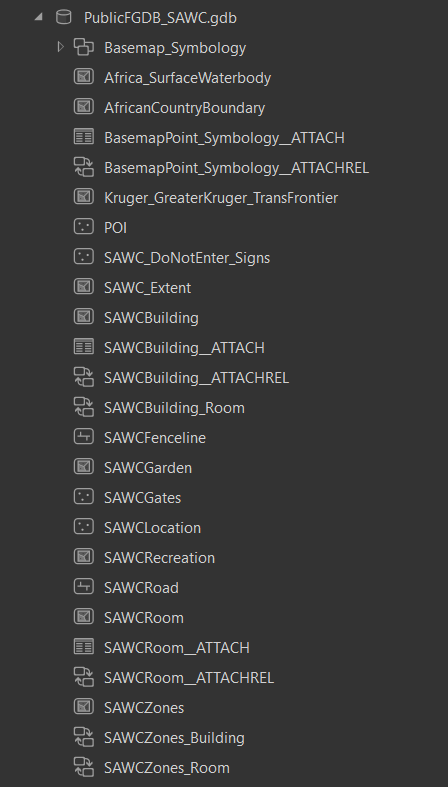 PublicFGDB_SAWC.gdb
Basemap_Symbology
Africa_SurfaceWaterbody
AfricanCountryBoundary
BasemapPoint_Symbology__ATTACH
BasemapPoint_Symbology__ATTACHREL
Kruger_GreaterKruger_TransFrontier
POI
SAWC_DoNotEnter_Signs
SAWC_Extent
SAWCBuilding
SAWCBuilding__ATTACH
SAWCBuilding__ATTACHREL
SAWCBuilding_Room
SAWCFenceline
SAWCGarden
SAWCGates
SAWCLocation
SAWCRecreation
SAWCRoad
SAWCRoom
SAWCRoom__ATTACH
SAWCRoom__ATTACHREL
SAWCZones
SAWCZones_Building
SAWCZones_Room